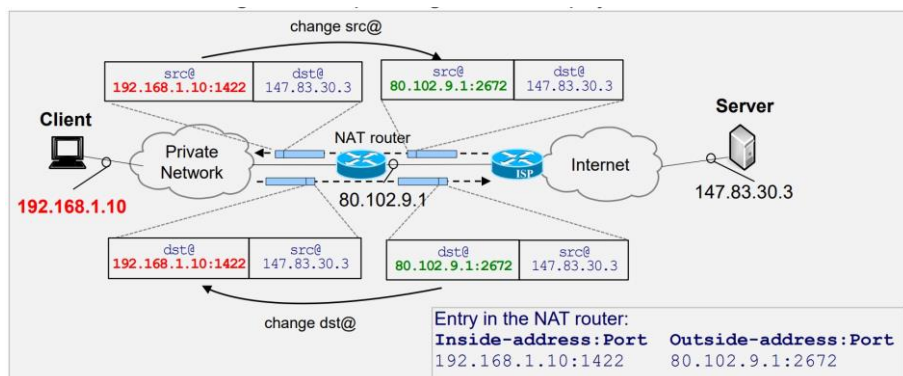 change src@
src@ dst@
192.168.1.10:1422 147.83.30.3
src@ dst@
80.102.9.1:2672 147.83.30.3
Client
NAT router
Server
Private
Network
Internet
ISP
192.168.1.10
80.102.9.1
147.83.30.3
dst@ src@
192.168.1.10:1422 147.83.30.3
dst@ src@
80.102.9.1:2672 147.83.30.3
change dst@
Entry in the NAT router:
Inside-address:Port Outside-address:Port
192.168.1.10:1422 80.102.9.1:2672